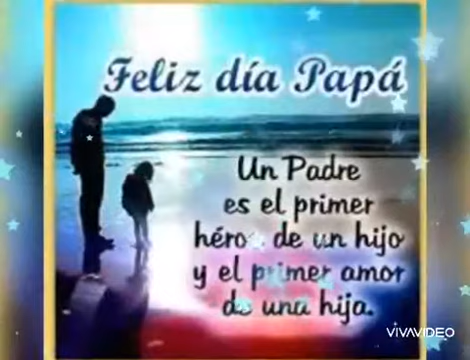 Feliz día Papá
Un Padre
es el primer
héroe de un hijo
y el primer amor
de una hija.
VIVAVIDEO